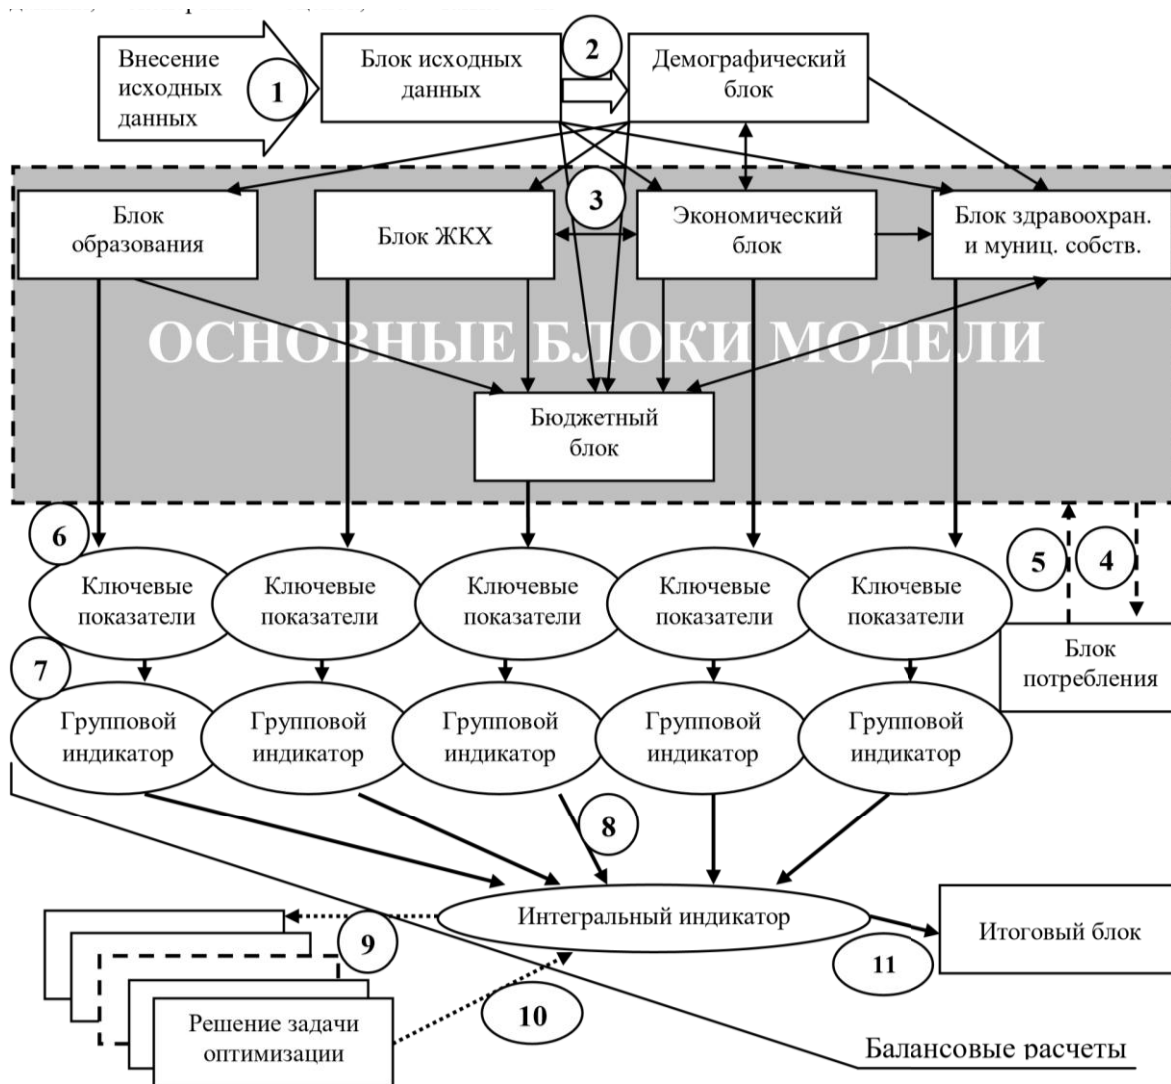 Внесение
исходных
данных
1
Блок исходных
данных
2
Демографический
блок
3
Блок
образования
Блок ЖКХ
Экономический
блок
Блок здравоохран.
и муниц. собств.
ОСНОВНЫЕ БЛОКИ МОДЕЛИ
Бюджетный
блок
6
5
4
Ключевые
показатели
Ключевые
показатели
Ключевые
показатели
Ключевые
показатели
Ключевые
показатели
Блок
потребления
7
Групповой
индикатор
Групповой
индикатор
Групповой
индикатор
Групповой
индикатор
Групповой
индикатор
8
Интегральный индикатор
Итоговый блок
9
10
11
Решение задачи
оптимизации
Балансовые расчеты